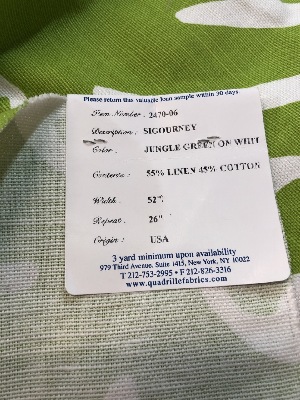 Please return this valuable loan sample within 30 days
Item Number: 2470-06
Description: SIGOURNEY
Color: JUNGLE GREEN ON WHIT
Contents: 55% LINEN 45% COTTON
Width: 52"
Repeat: 26"
Origin: USA
3 yard minimum upon availability
979 Third Avenue, Suite 1415, New York, NY 10022
T 212-753-2995 • F 212-826-3316
www.quadrillefabrics.com